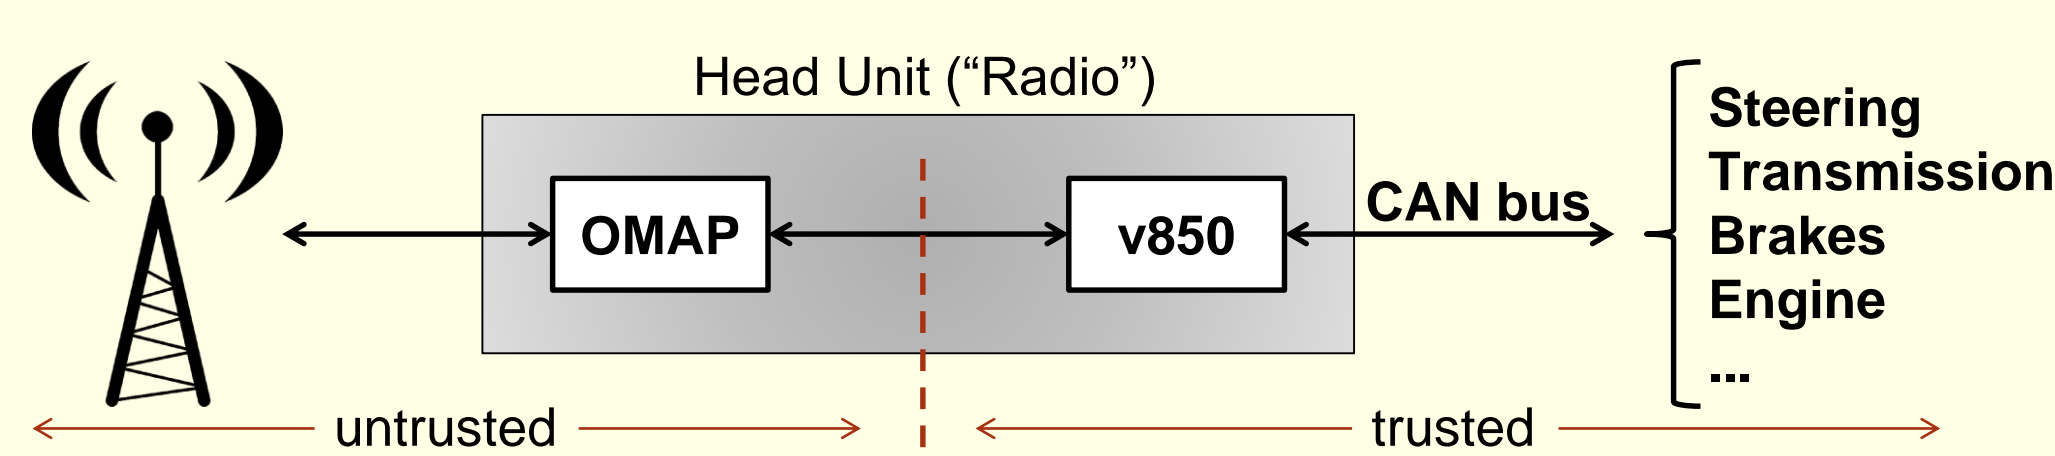 Head Unit (“Radio”)
OMAP
v850
CAN bus
Steering
Transmission
Brakes
Engine
...
untrusted
trusted